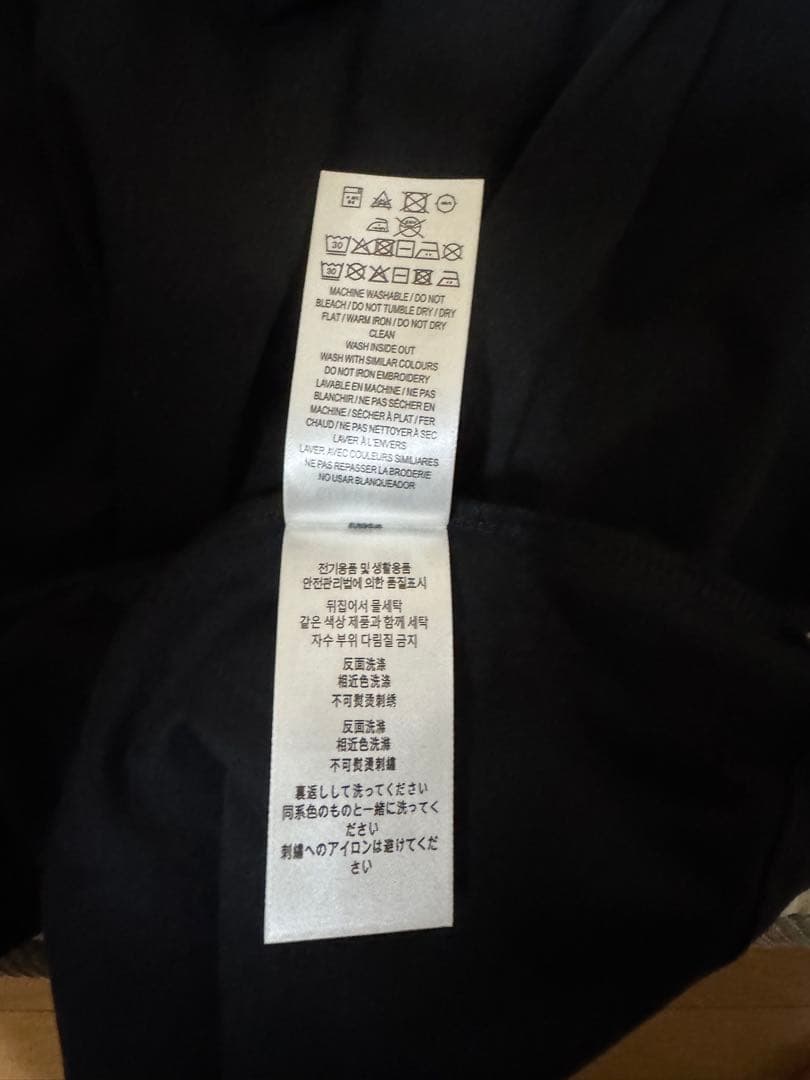 30
30
MACHINE WASHABLE / DO NOT
BLEACH / DO NOT TUMBLE DRY / DRY
FLAT / WARM IRON / DO NOT DRY
CLEAN
WASH INSIDE OUT
WASH WITH SIMILAR COLOURS
DO NOT IRON EMBROIDERY
LAVABLE EN MACHINE / NE PAS
BLANCHIR / NE PAS SÉCHER EN
MACHINE / SÉCHER À PLAT / FER
CHAUD / NE PAS NETTOYER À SEC
LAVER À L'ENVERS
LAVER AVEC COULEURS SIMILIARES
NE PAS REPASSER LA BRODERIE
NO USAR BLANQUEADOR
전기용품 및 생활용품
안전관리법에 의한 품질표시
뒤집어서 물세탁
같은 색상 제품과 함께 세탁
자수 부위 다림질 금지
反面洗涤
相近色洗涤
不可熨烫刺绣
反面洗滌
相近色洗滌
不可熨燙刺繡
裏返しして洗ってください
同系色のものと一緒に洗ってく
ださい
刺繍へのアイロンは避けてくだ
さい